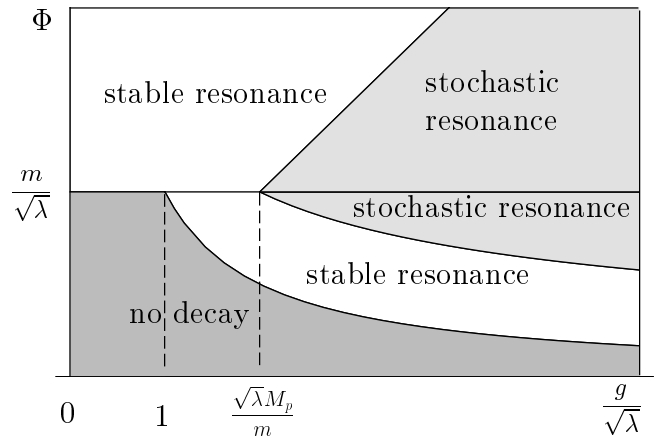 Φ
stable resonance
stochastic
resonance
m/√λ
stochastic resonance
stable resonance
no decay
0
1
√λM_p/m
g/√λ